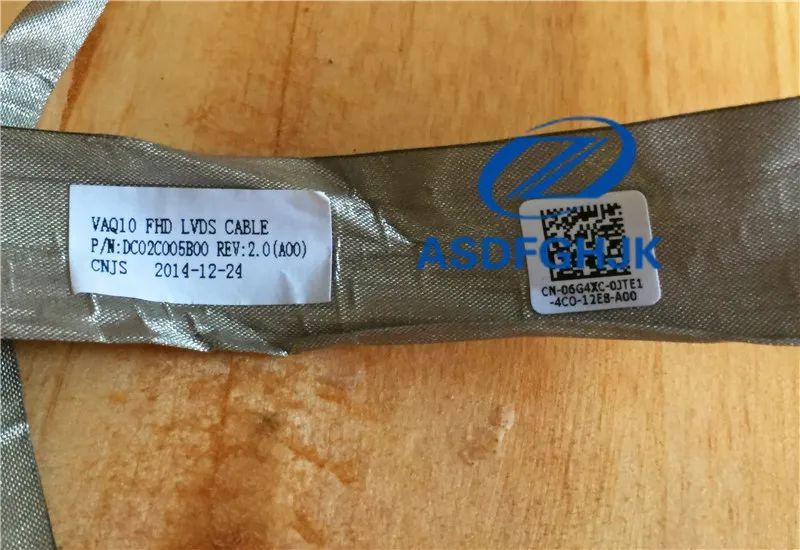 VAQ10 FHD LVDS CABLE
P/N:DC02C005B00 REV:2.0(A00)
CNJS 2014-12-24
ASDFGHJK
CN-06G4XC-0JTE1
-4C0-12E8-A00